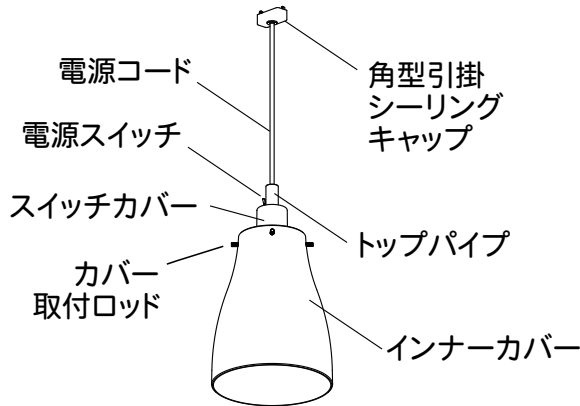 電源コード
角型引掛
シーリング
キャップ
電源スイッチ
スイッチカバー
トップパイプ
カバー
取付ロッド
インナーカバー